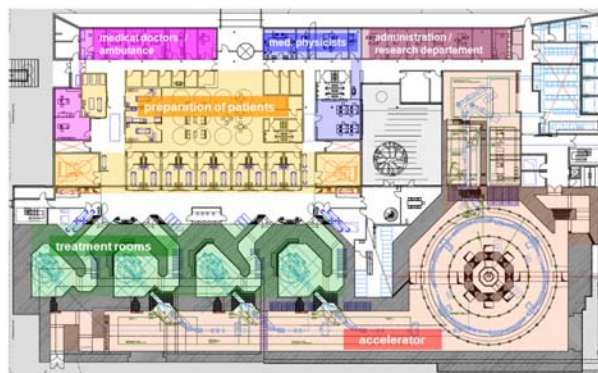 medical doctors /
ambulance
med. physicists
administration /
research departement
preparation of patients
treatment rooms
accelerator